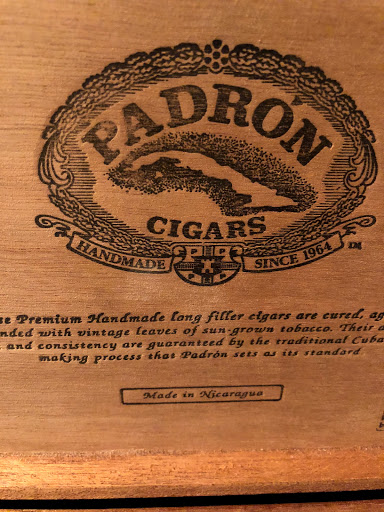 PADRÓN
CIGARS
HANDMADE SINCE 1964
TM
Premium Handmade long filler cigars are cured,
with vintage leaves of sun-grown tobacco. Their
and consistency are guaranteed by the traditional
making process that Padrón sets as its standard
Made in Nicaragua